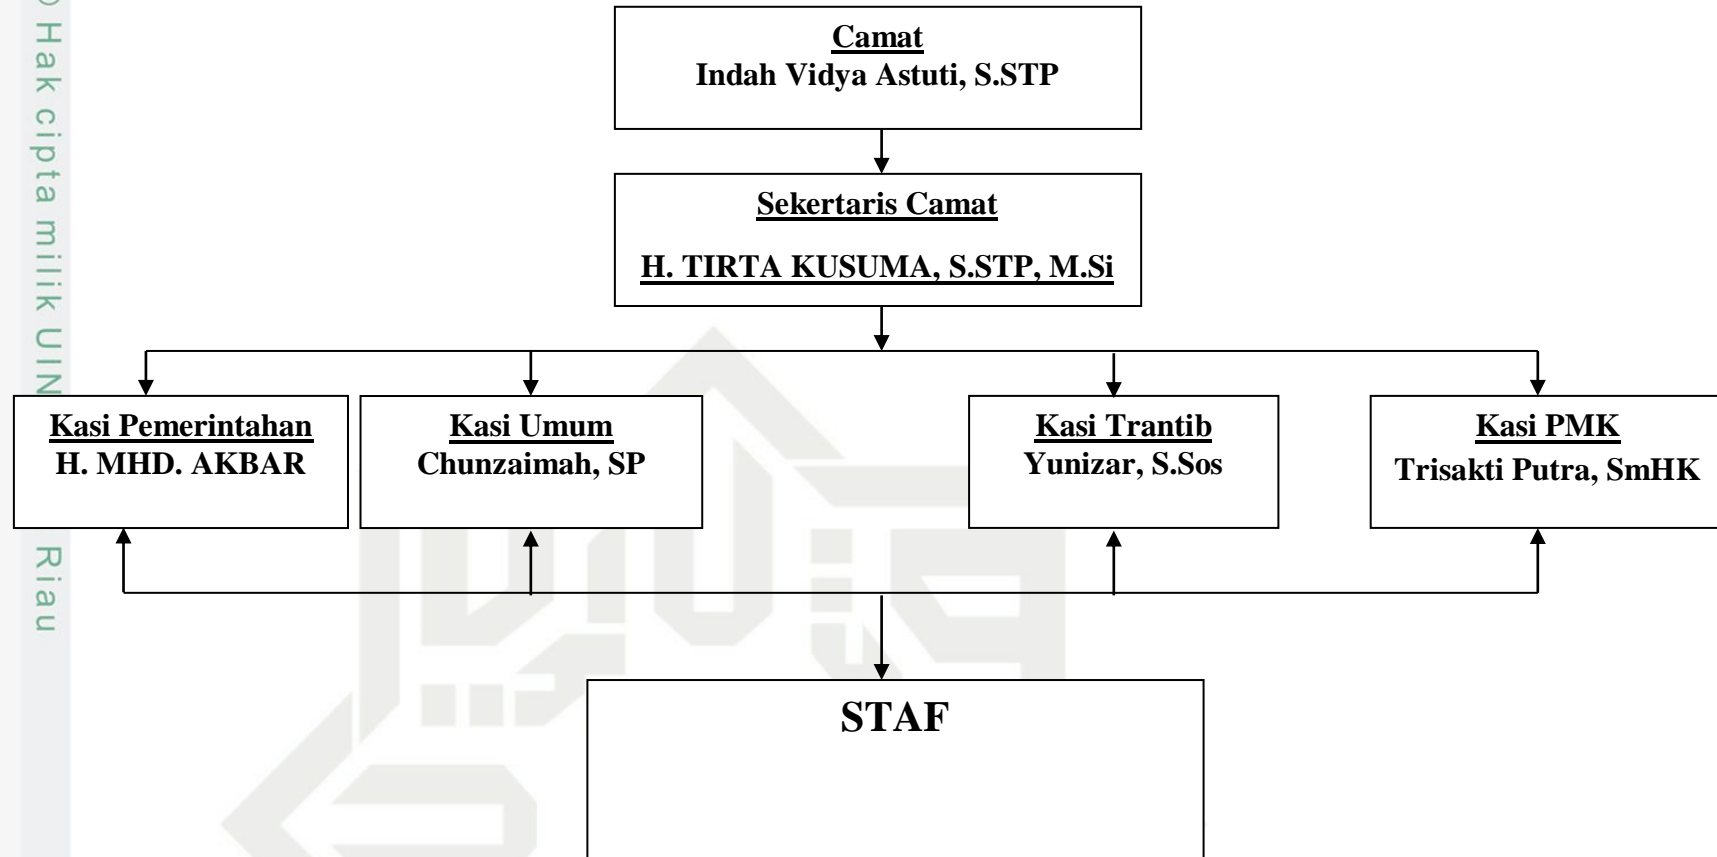 © Hak cipta milik UIN
Riau
Camat
Indah Vidya Astuti, S.STP
Sekertaris Camat
H. TIRTA KUSUMA, S.STP, M.Si
Kasi Pemerintahan
H. MHD. AKBAR
Kasi Umum
Chunzaimah, SP
Kasi Trantib
Yunizar, S.Sos
Kasi PMK
Trisakti Putra, SmHK
STAF